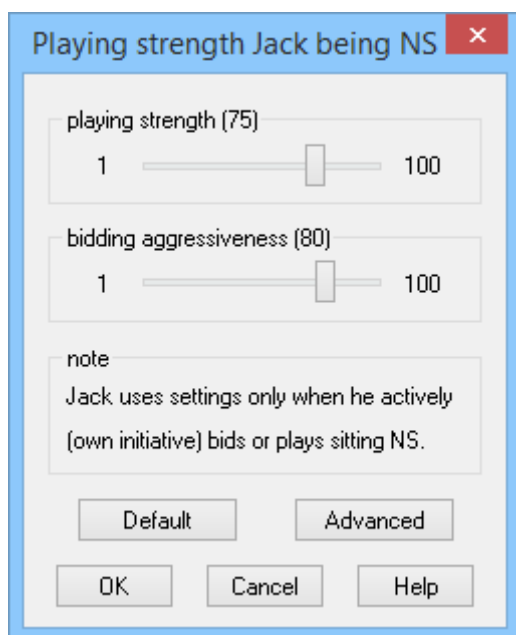 Playing strength Jack being NS
playing strength (75)
1 100
bidding aggressiveness (80)
1 100
note
Jack uses settings only when he actively
(own initiative) bids or plays sitting NS.
Default Advanced
OK Cancel Help